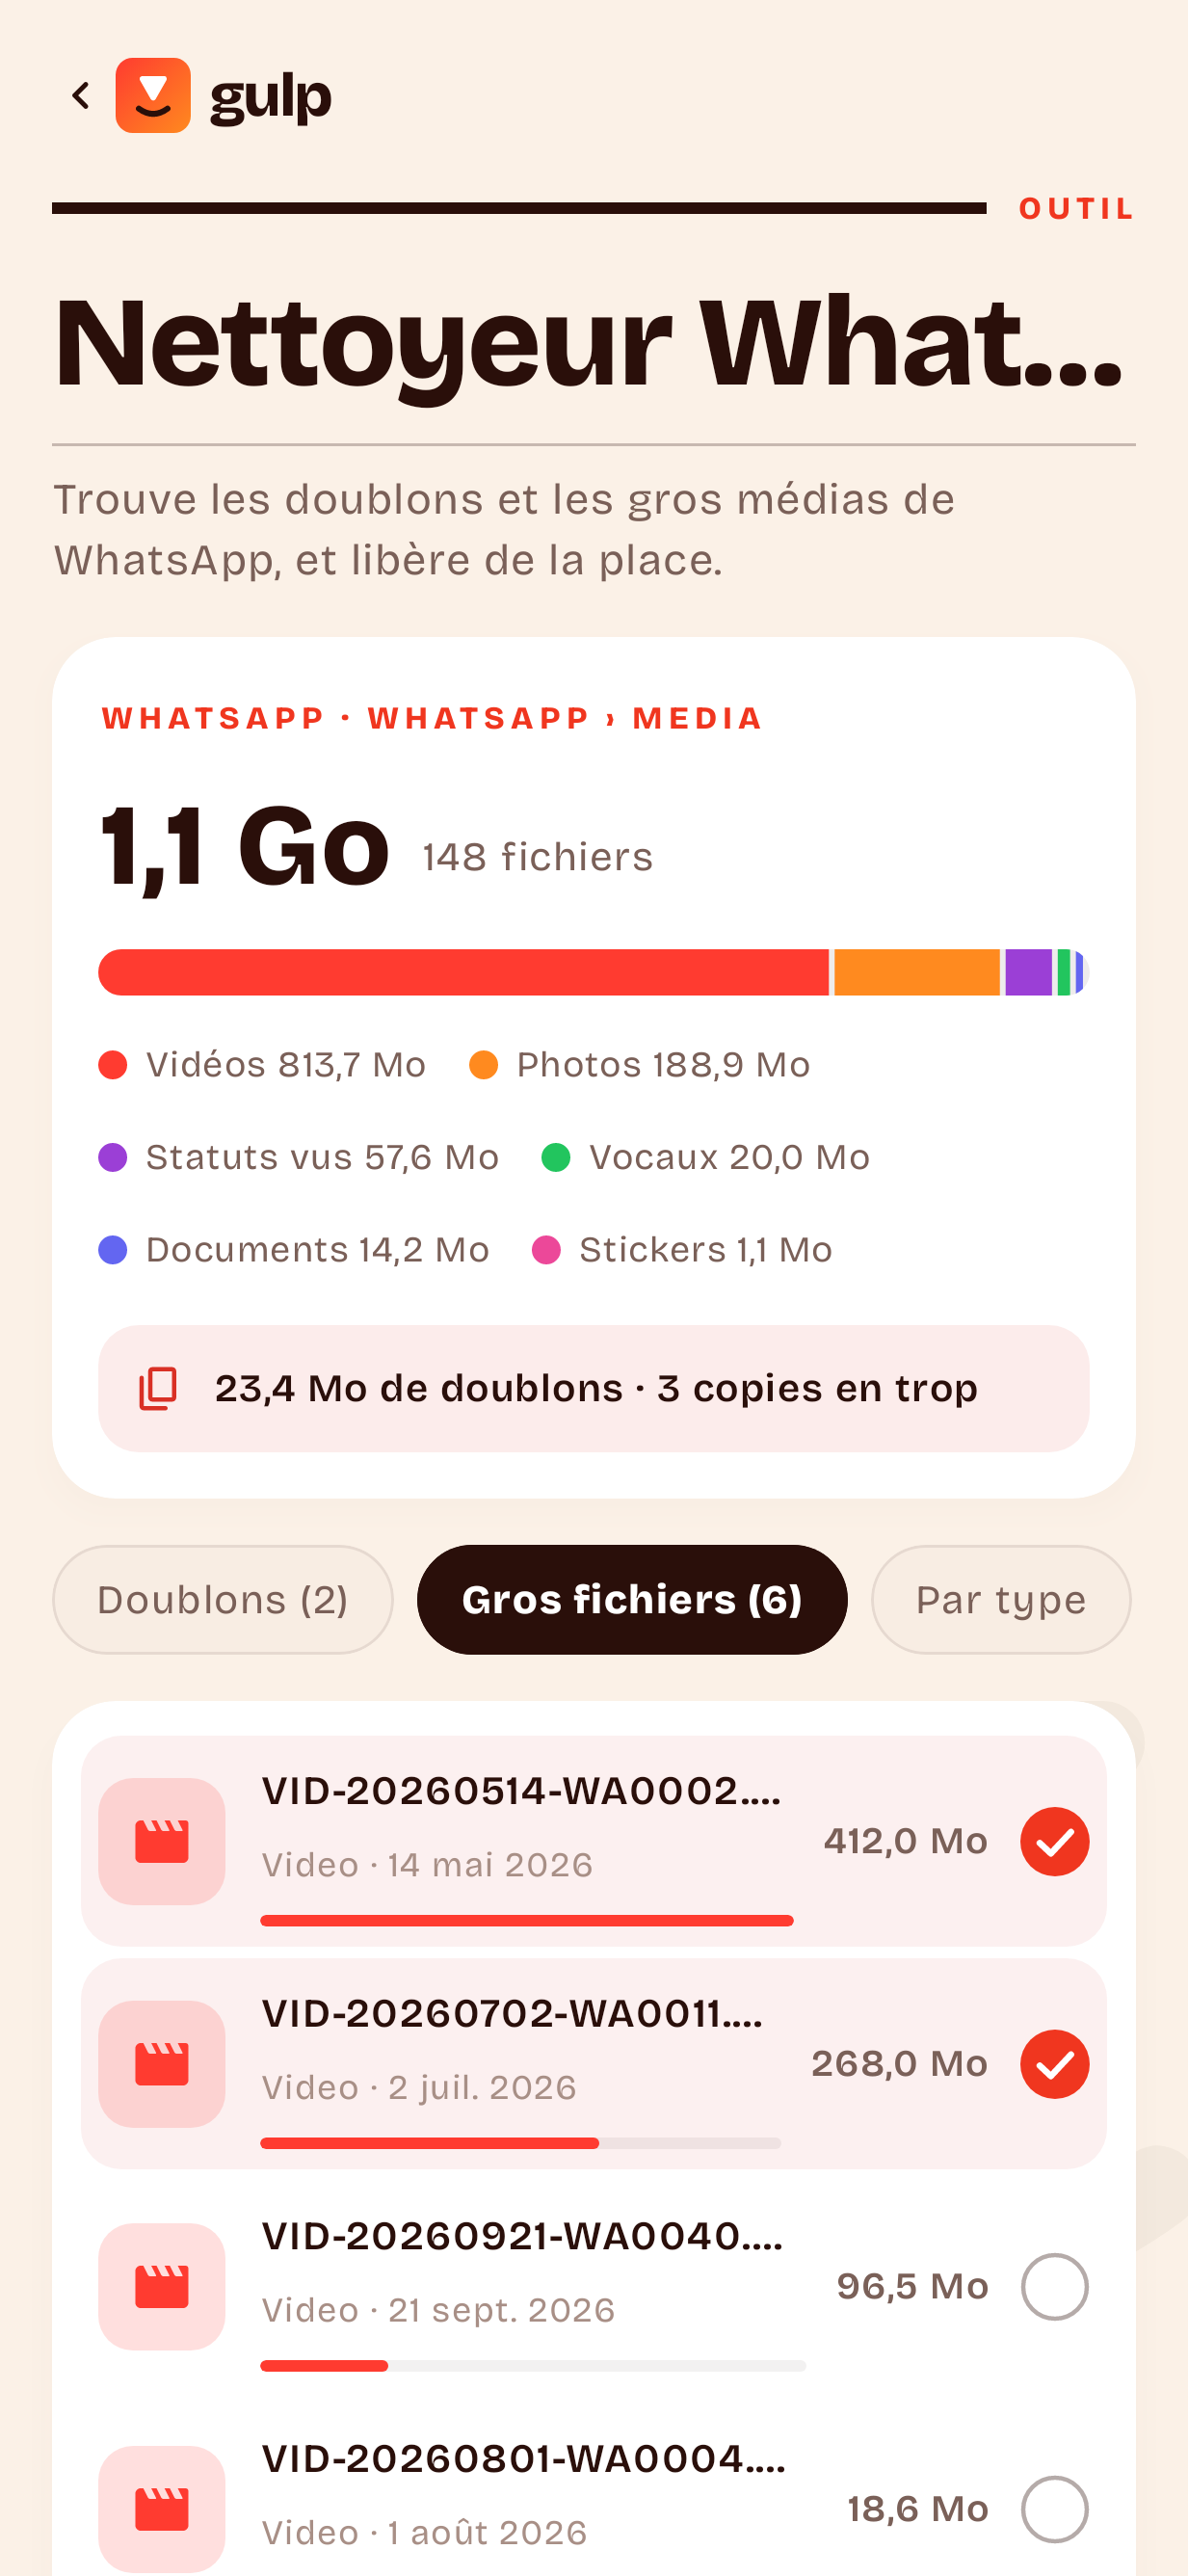 gulp
OUTIL
Nettoyeur What...
Trouve les doublons et les gros médias de
WhatsApp, et libère de la place.
WHATSAPP · WHATSAPP › MEDIA
1,1 Go 148 fichiers
Vidéos 813,7 Mo Photos 188,9 Mo
Statuts vus 57,6 Mo Vocaux 20,0 Mo
Documents 14,2 Mo Stickers 1,1 Mo
23,4 Mo de doublons · 3 copies en trop
Doublons (2) Gros fichiers (6) Par type
VID-20260514-WA0002....
412,0 Mo
Video · 14 mai 2026
VID-20260702-WA0011....
268,0 Mo
Video · 2 juil. 2026
VID-20260921-WA0040....
96,5 Mo
Video · 21 sept. 2026
VID-20260801-WA0004....
18,6 Mo
Video · 1 août 2026